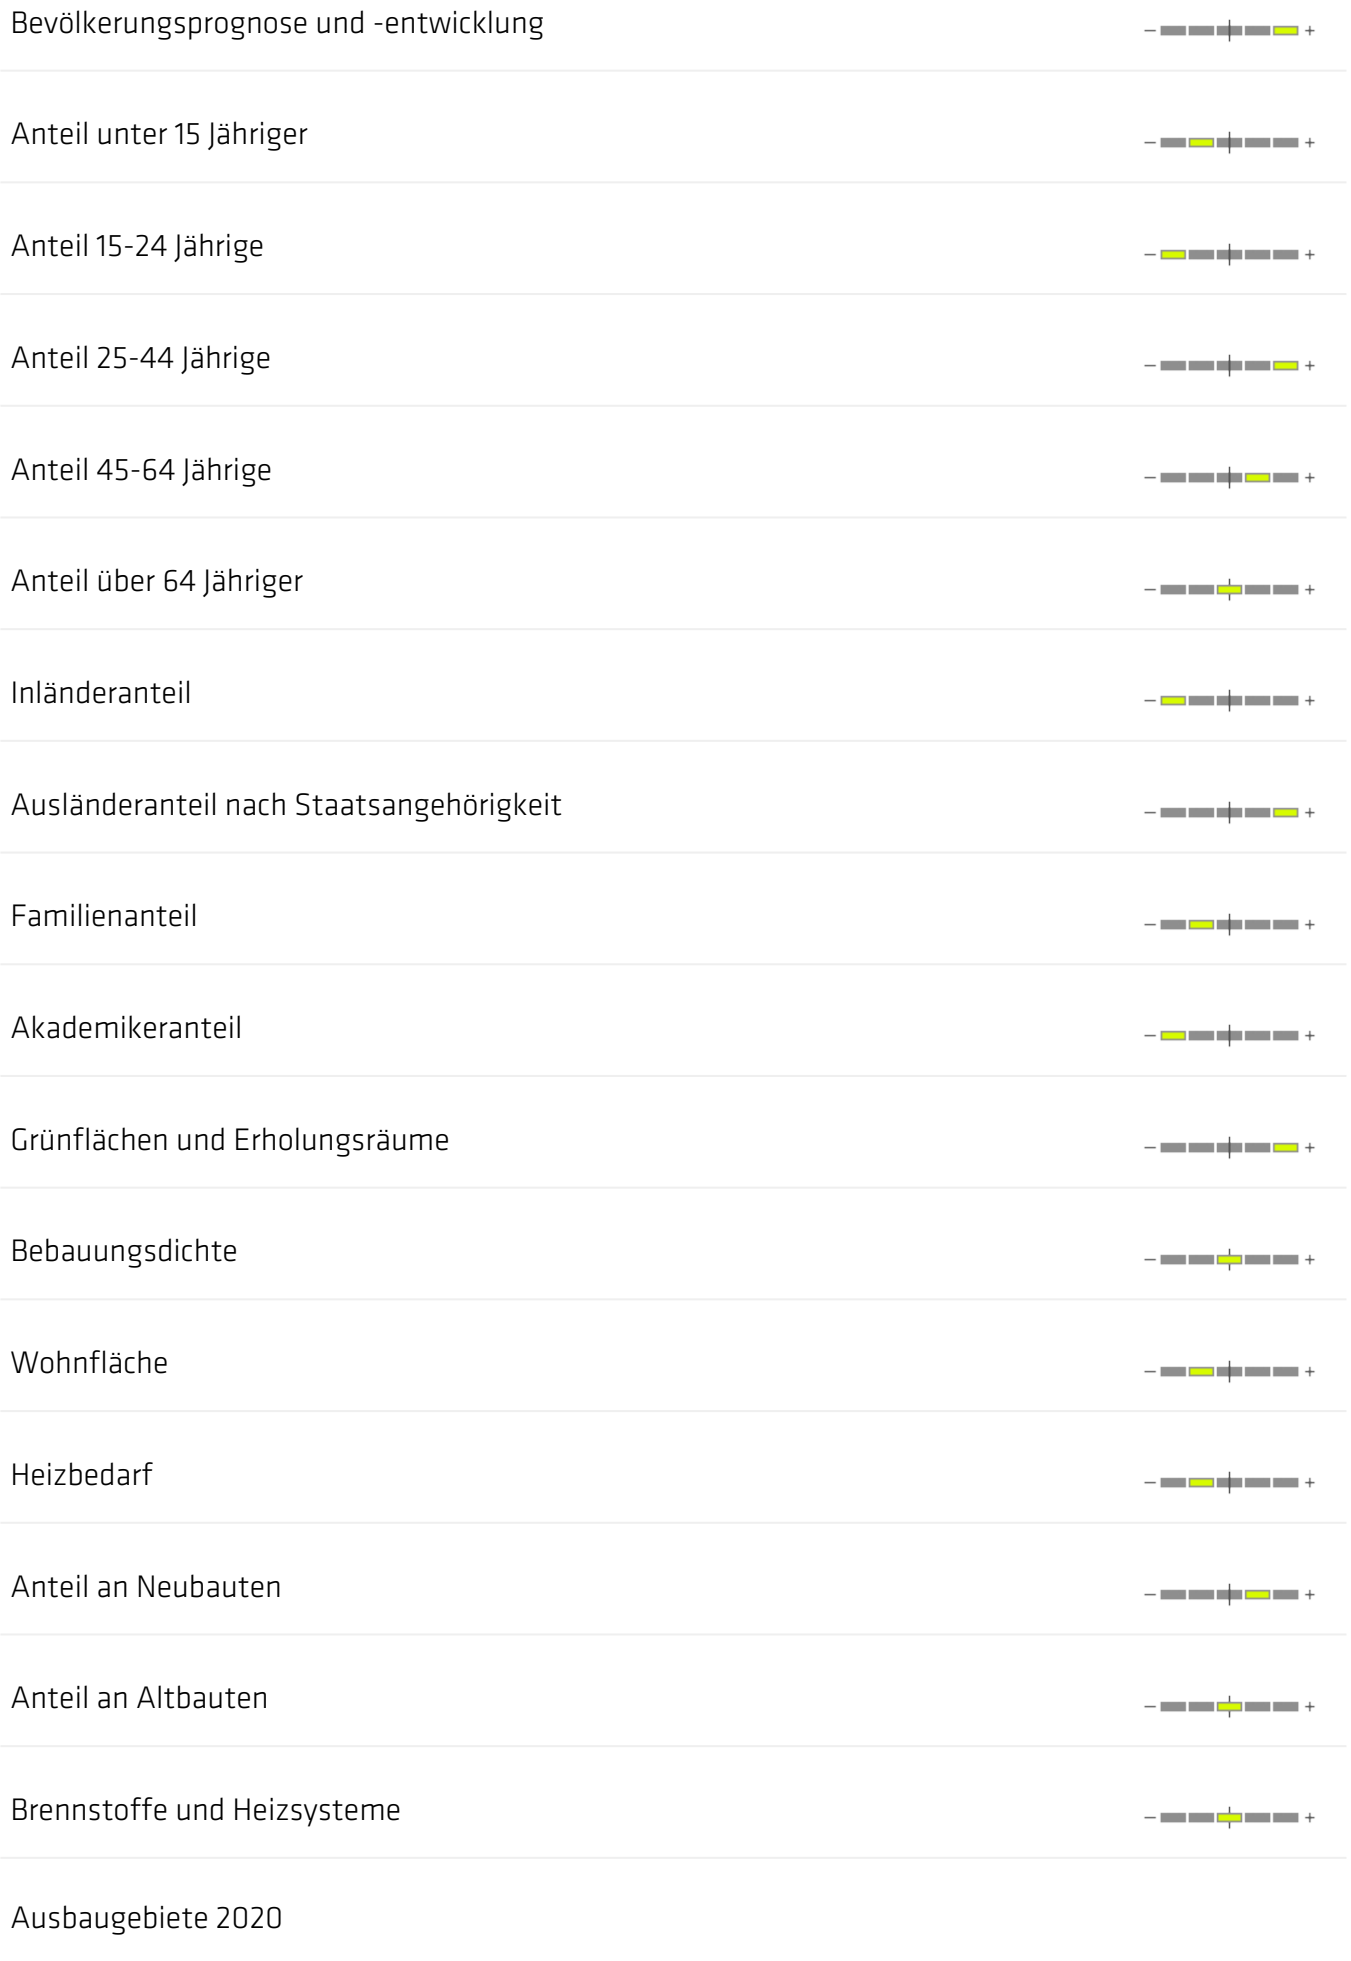 Bevölkerungsprognose und -entwicklung
− +
Anteil unter 15 Jähriger
− +
Anteil 15-24 Jährige
− +
Anteil 25-44 Jährige
− +
Anteil 45-64 Jährige
− +
Anteil über 64 Jähriger
− +
Inländeranteil
− +
Ausländeranteil nach Staatsangehörigkeit
− +
Familienanteil
− +
Akademikeranteil
− +
Grünflächen und Erholungsräume
− +
Bebauungsdichte
− +
Wohnfläche
− +
Heizbedarf
− +
Anteil an Neubauten
− +
Anteil an Altbauten
− +
Brennstoffe und Heizsysteme
− +
Ausbaugebiete 2020